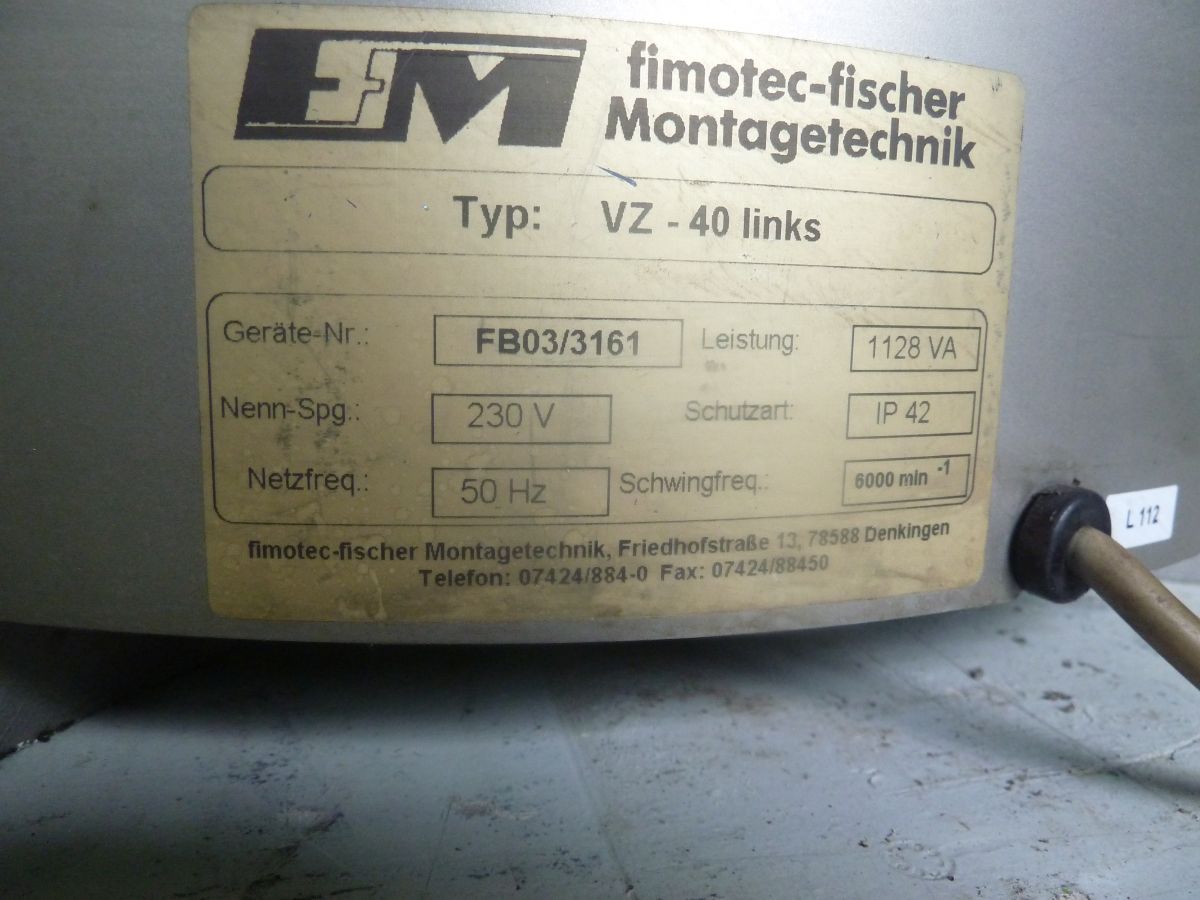 FM
fimotec-fischer
Montagetechnik
Typ: VZ - 40 links
Geräte-Nr.: FB03/3161 Leistung: 1128 VA
Nenn-Spg.: 230 V Schutzart: IP 42
Netzfreq.: 50 Hz Schwingfreq.: 6000 min -1
fimotec-fischer Montagetechnik, Friedhofstraße 13, 78588 Denkingen
Telefon: 07424/884-0 Fax: 07424/88450
L 112